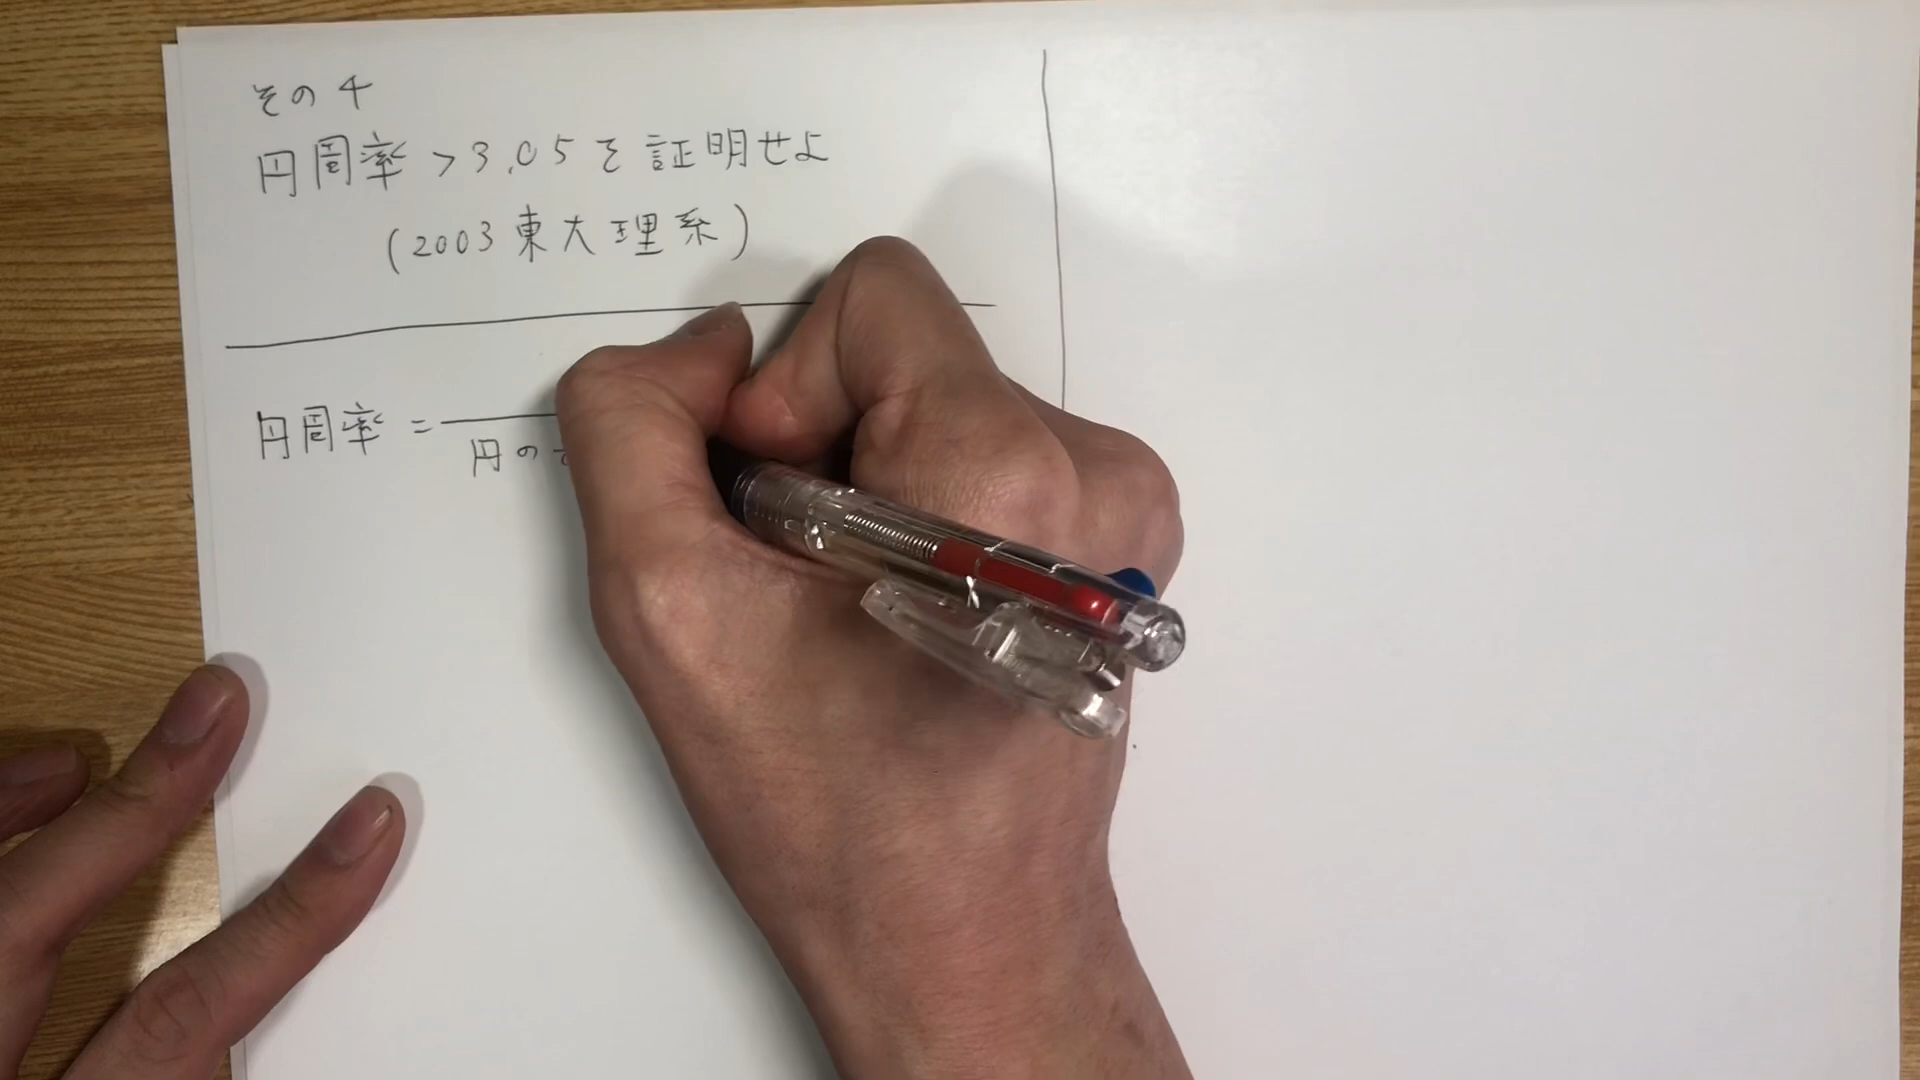 その4
円周率>3.05を証明せよ
(2003東大理系)
円周率=
円の